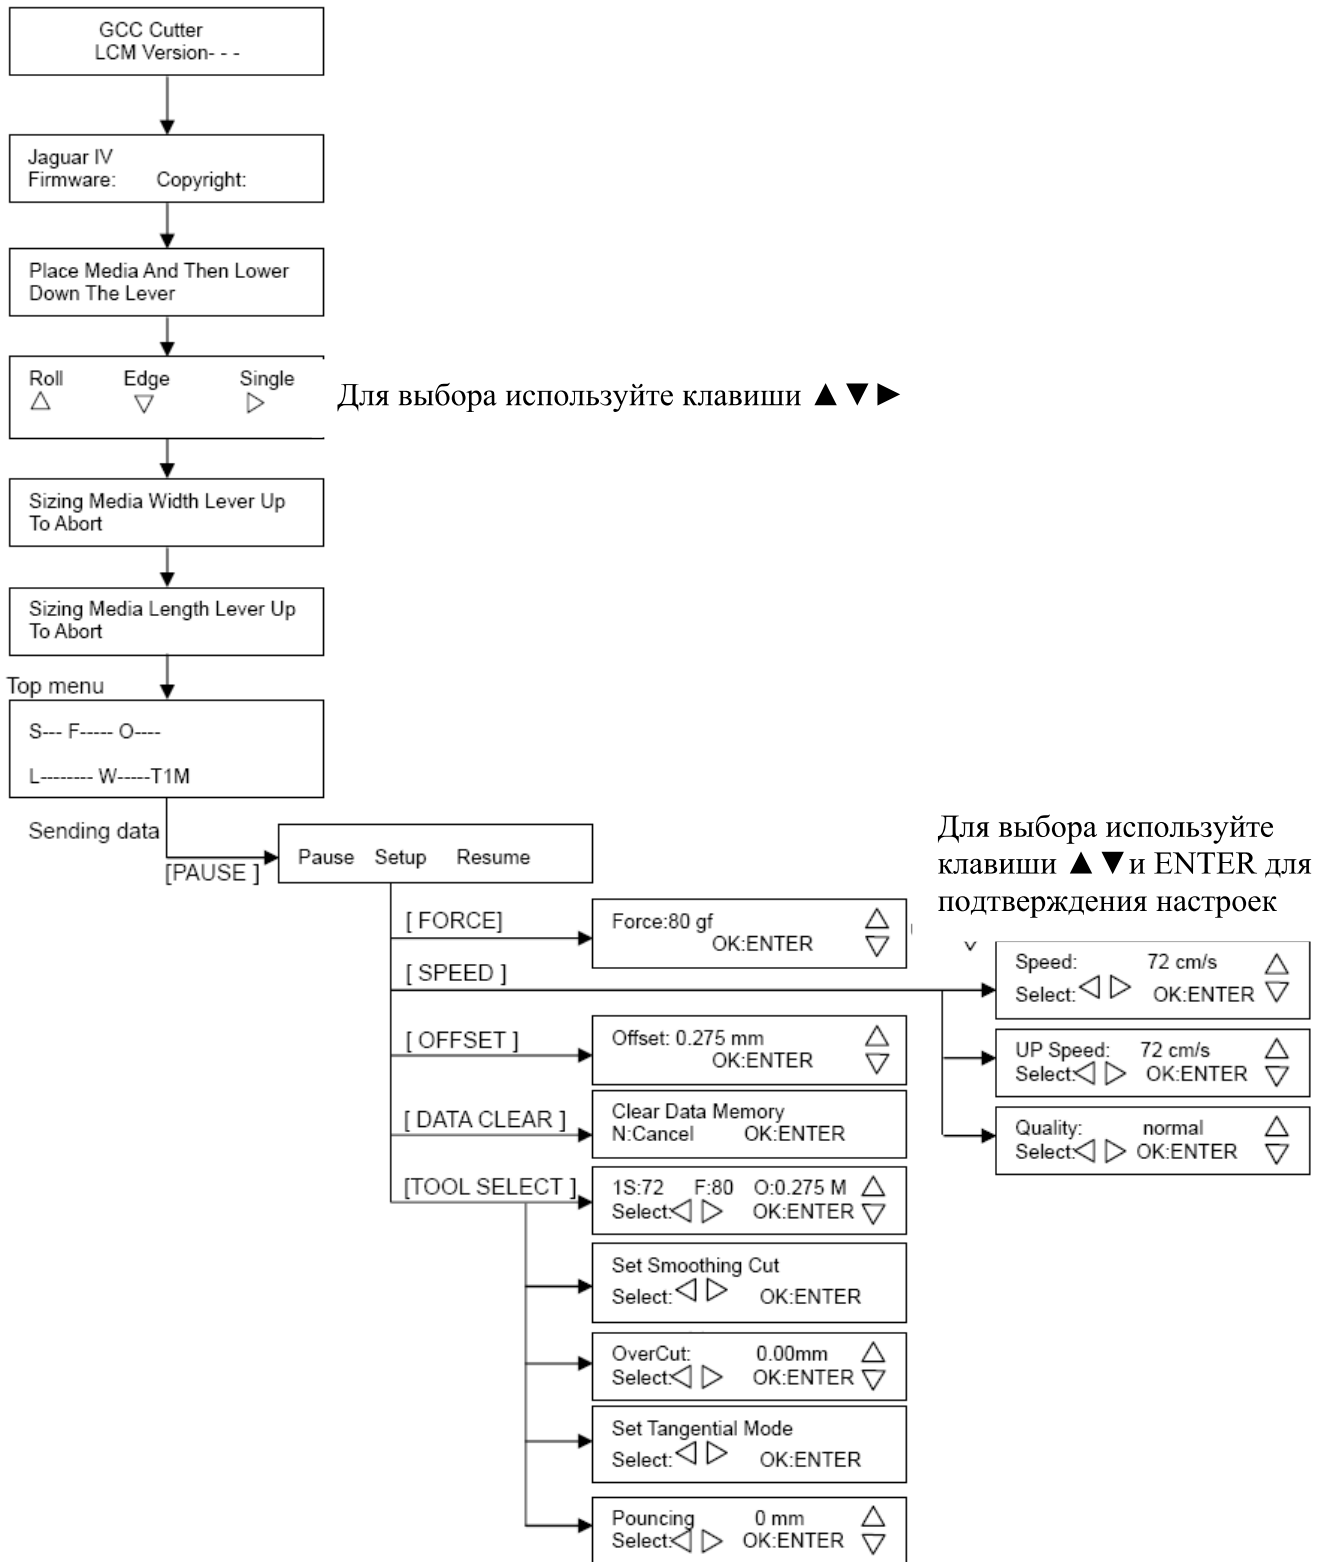 GCC Cutter
LCM Version- - -
Jaguar IV
Firmware: Copyright:
Place Media And Then Lower
Down The Lever
Roll Edge Single
△ ▽ ▷
Для выбора используйте клавиши ▲▼►
Sizing Media Width Lever Up
To Abort
Sizing Media Length Lever Up
To Abort
Top menu
S--- F----- O----
L-------- W-----T1M
Sending data
[PAUSE ]
Pause Setup Resume
Для выбора используйте
клавиши ▲▼и ENTER для
подтверждения настроек
[ FORCE]
Force:80 gf △
OK:ENTER ▽
[ SPEED ]
Speed: 72 cm/s △
Select:◁ ▷ OK:ENTER ▽
UP Speed: 72 cm/s △
Select:◁ ▷ OK:ENTER ▽
Quality: normal △
Select:◁ ▷ OK:ENTER ▽
[ OFFSET ]
Offset: 0.275 mm △
OK:ENTER ▽
[ DATA CLEAR ]
Clear Data Memory
N:Cancel OK:ENTER
[TOOL SELECT ]
1S:72 F:80 O:0.275 M △
Select:◁ ▷ OK:ENTER ▽
Set Smoothing Cut
Select:◁ ▷ OK:ENTER
OverCut: 0.00mm △
Select:◁ ▷ OK:ENTER ▽
Set Tangential Mode
Select:◁ ▷ OK:ENTER
Pouncing 0 mm △
Select:◁ ▷ OK:ENTER ▽